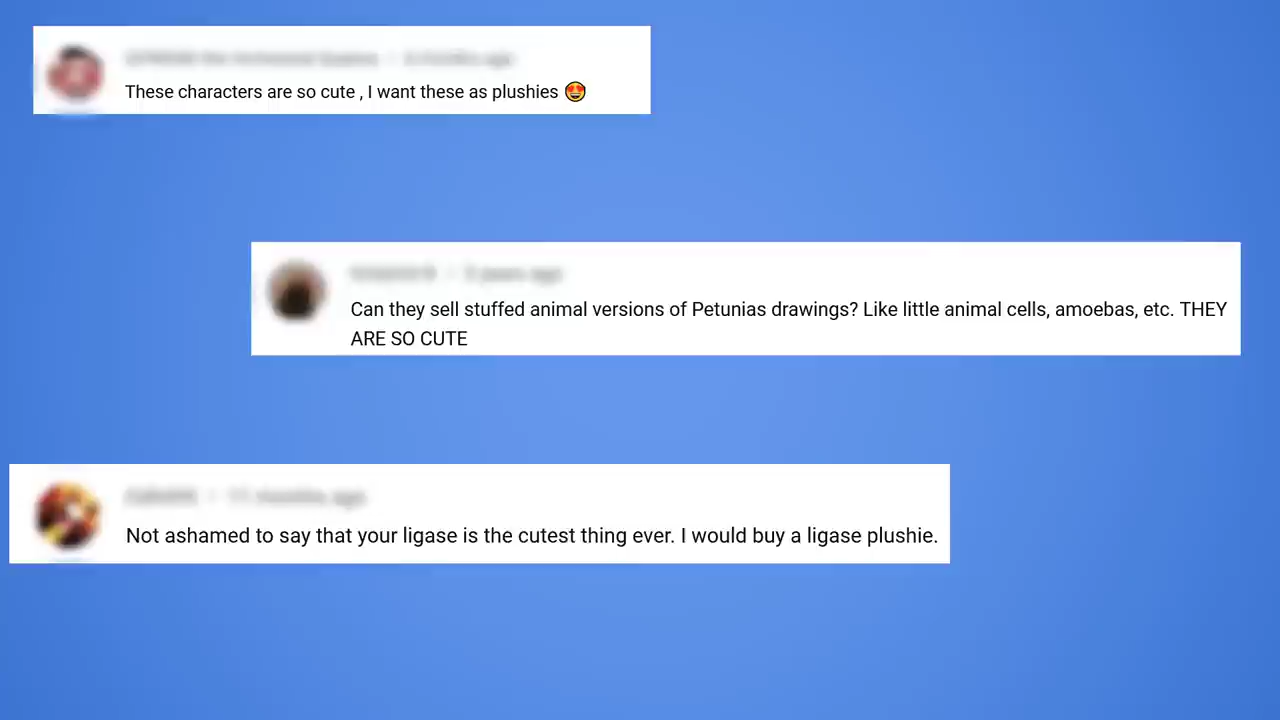 These characters are so cute , I want these as plushies 😍
Can they sell stuffed animal versions of Petunias drawings? Like little animal cells, amoebas, etc. THEY
ARE SO CUTE
Not ashamed to say that your ligase is the cutest thing ever. I would buy a ligase plushie.